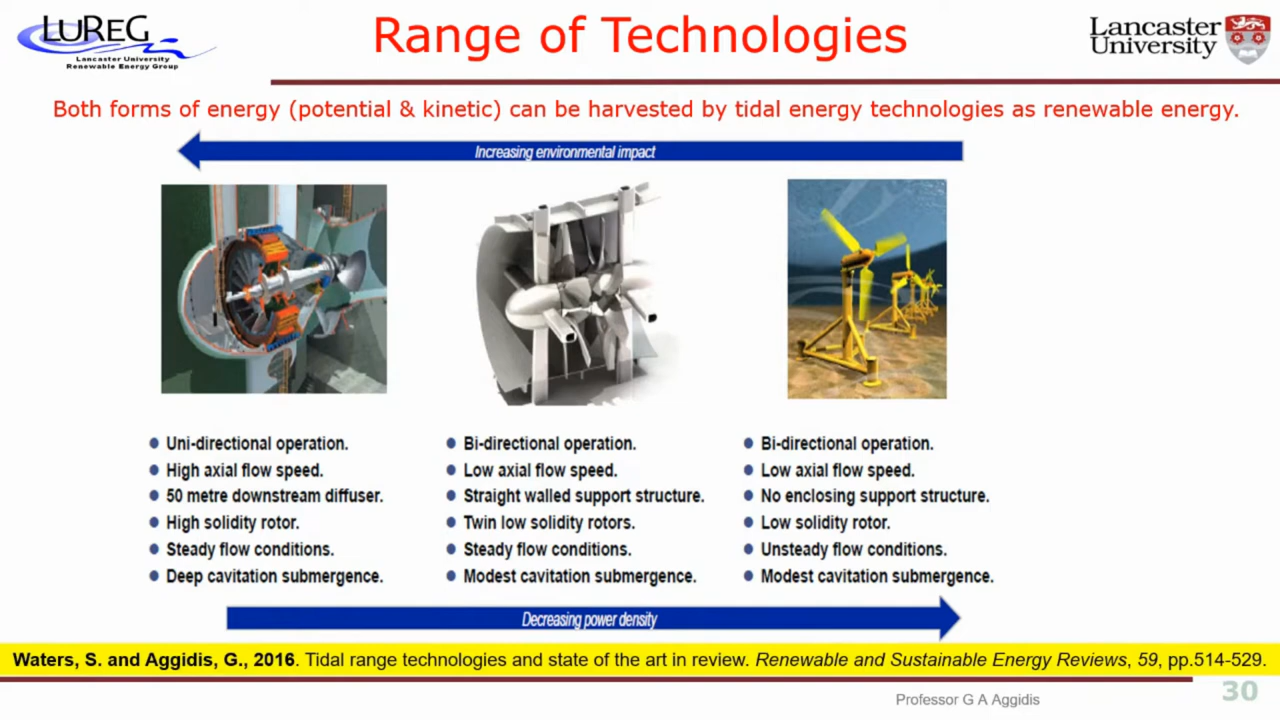 LUREG
Lancaster University
Renewable Energy Group
Range of Technologies
Lancaster
University
Both forms of energy (potential & kinetic) can be harvested by tidal energy technologies as renewable energy.
Increasing environmental impact
Uni-directional operation.
High axial flow speed.
50 metre downstream diffuser.
High solidity rotor.
Steady flow conditions.
Deep cavitation submergence.
Bi-directional operation.
Low axial flow speed.
Straight walled support structure.
Twin low solidity rotors.
Steady flow conditions.
Modest cavitation submergence.
Bi-directional operation.
Low axial flow speed.
No enclosing support structure.
Low solidity rotor.
Unsteady flow conditions.
Modest cavitation submergence.
Decreasing power density
Waters, S. and Aggidis, G., 2016. Tidal range technologies and state of the art in review. Renewable and Sustainable Energy Reviews, 59, pp.514-529.
Professor G A Aggidis
30